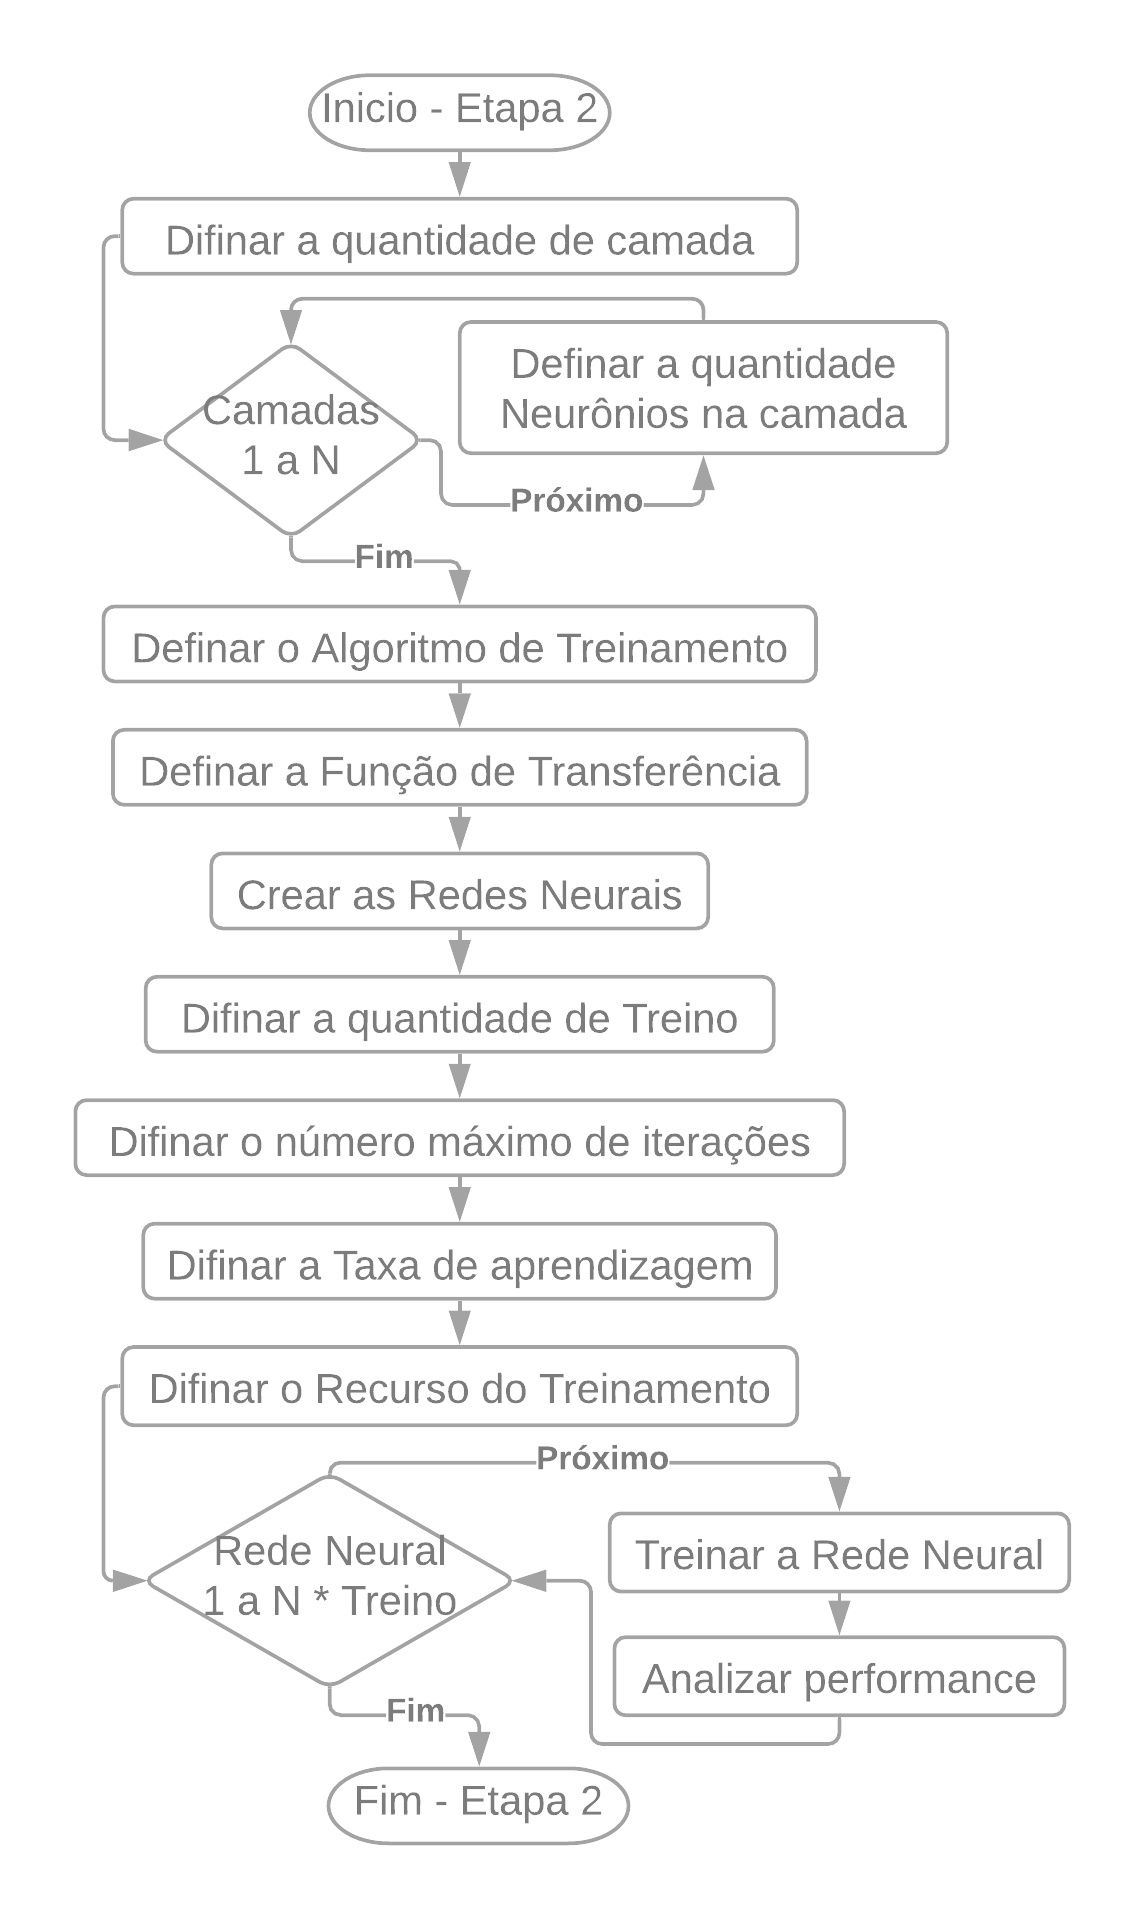 Inicio - Etapa 2
Difinar a quantidade de camada
Definar a quantidade
Neurônios na camada
Camadas
1 a N
Próximo
Fim
Definar o Algoritmo de Treinamento
Definar a Função de Transferência
Crear as Redes Neurais
Difinar a quantidade de Treino
Difinar o número máximo de iterações
Difinar a Taxa de aprendizagem
Difinar o Recurso do Treinamento
Próximo
Rede Neural
1 a N * Treino
Treinar a Rede Neural
Analizar performance
Fim
Fim - Etapa 2